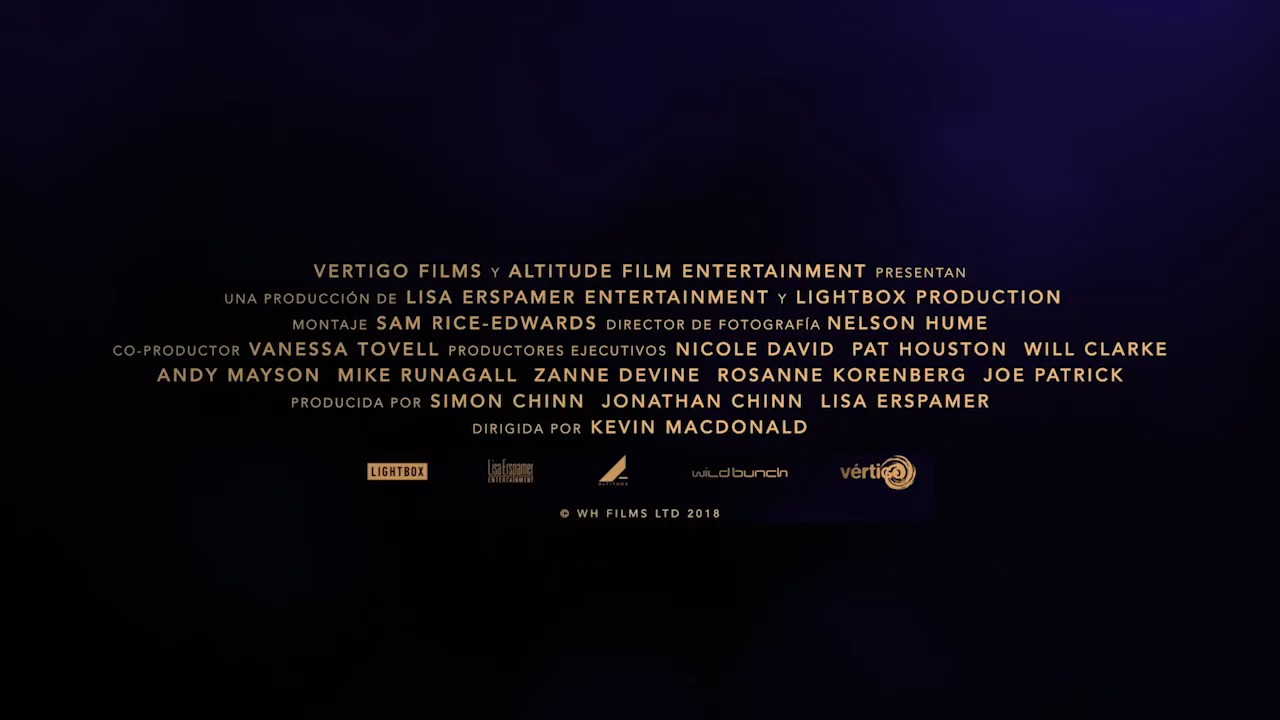 VERTIGO FILMS Y ALTITUDE FILM ENTERTAINMENT PRESENTAN
UNA PRODUCCIÓN DE LISA ERSPAMER ENTERTAINMENT Y LIGHTBOX PRODUCTION
MONTAJE SAM RICE-EDWARDS DIRECTOR DE FOTOGRAFÍA NELSON HUME
CO-PRODUCTOR VANESSA TOVELL PRODUCTORES EJECUTIVOS NICOLE DAVID PAT HOUSTON WILL CLARKE
ANDY MAYSON MIKE RUNAGALL ZANNE DEVINE ROSANNE KORENBERG JOE PATRICK
PRODUCIDA POR SIMON CHINN JONATHAN CHINN LISA ERSPAMER
DIRIGIDA POR KEVIN MACDONALD
LIGHTBOX Lisa Erspamer ENTERTAINMENT ALTITUDE wild bunch vértigo
© WH FILMS LTD 2018